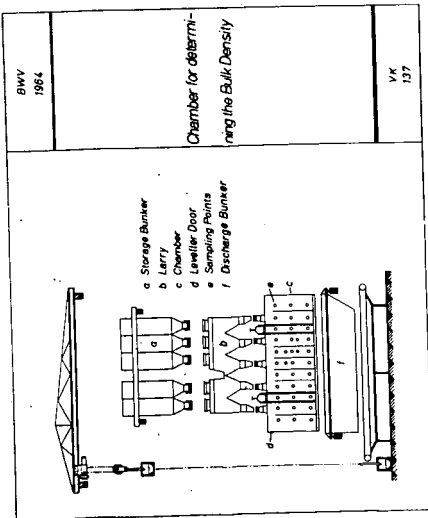 BWV
1964
Chamber for determi-
ning the Bulk Density
VK
137
a Storage Bunker
b Larry
c Chamber
d Leveller Door
e Sampling Points
f Discharge Bunker
a
b
e
c
d
f